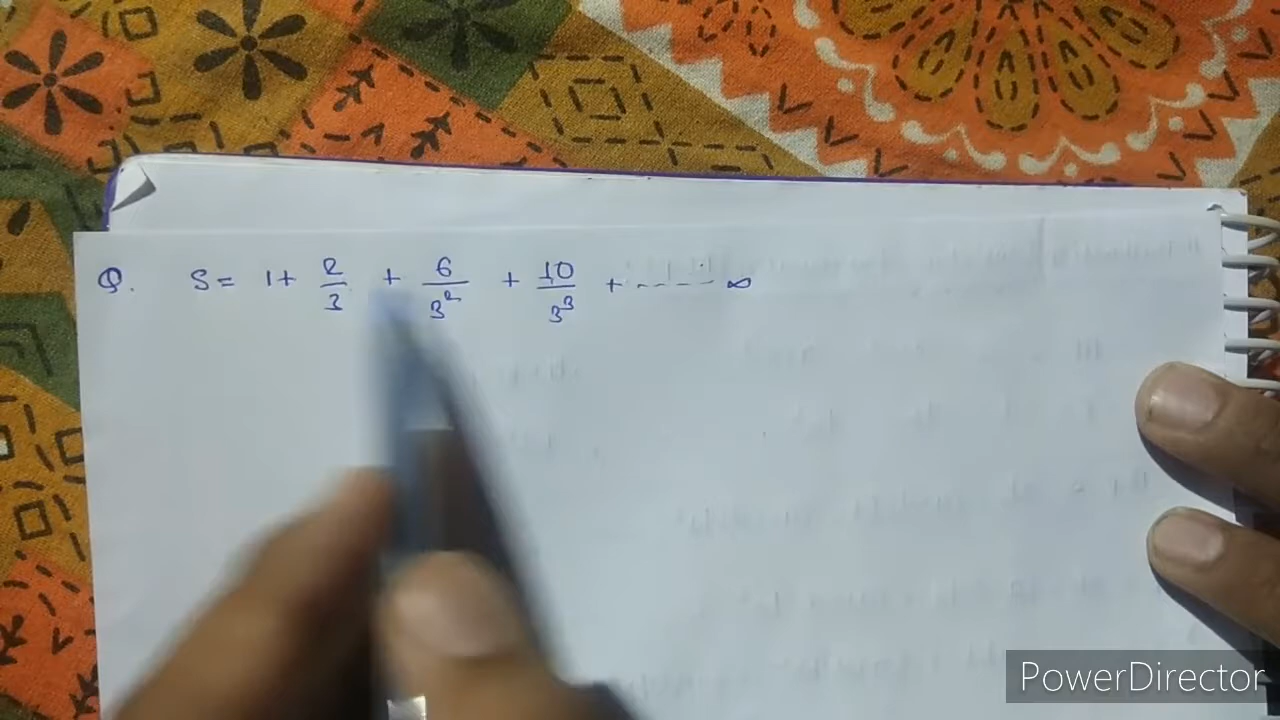 Q. S = 1 + 2/3 + 6/3² + 10/3³ + ------ ∞
PowerDirector